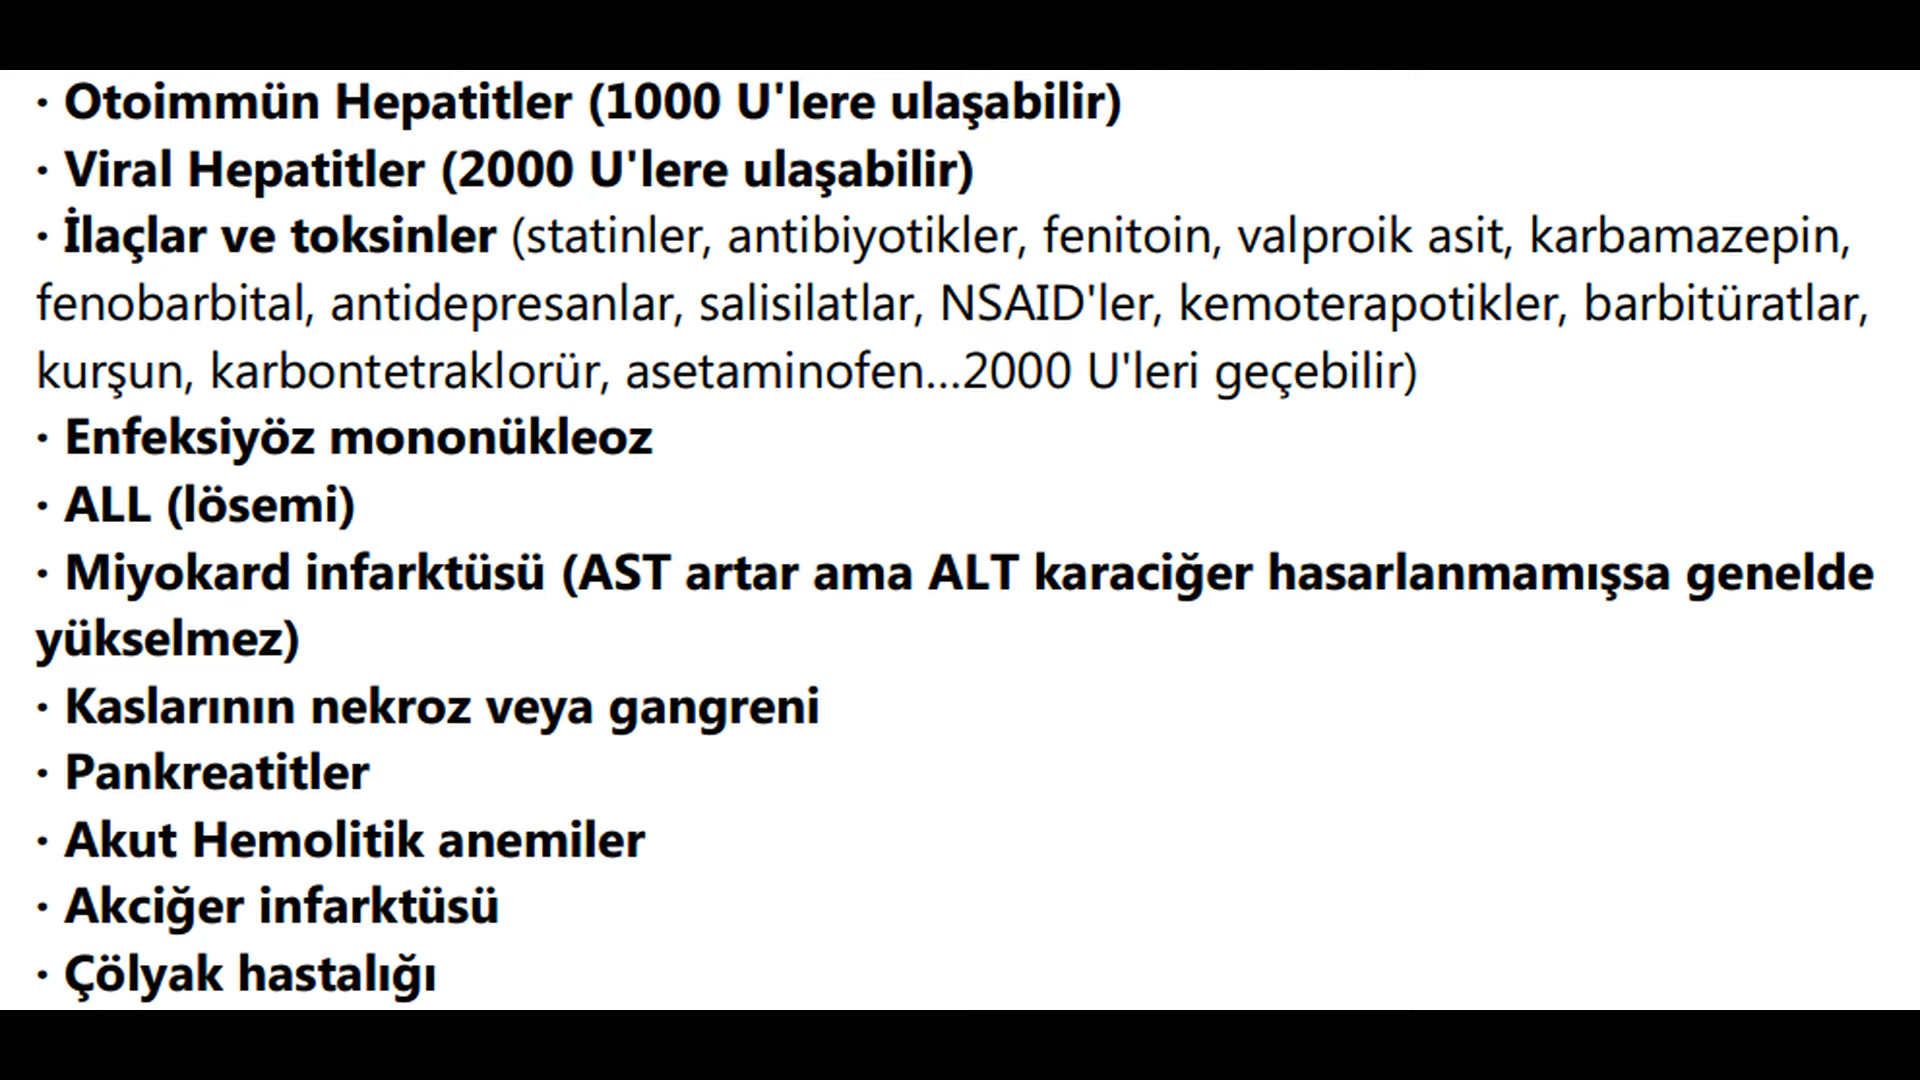 · Otoimmün Hepatitler (1000 U'lere ulaşabilir)
· Viral Hepatitler (2000 U'lere ulaşabilir)
· İlaçlar ve toksinler (statinler, antibiyotikler, fenitoin, valproik asit, karbamazepin,
fenobarbital, antidepresanlar, salisilatlar, NSAID'ler, kemoterapotikler, barbitüratlar,
kurşun, karbontetraklorür, asetaminofen...2000 U'leri geçebilir)
· Enfeksiyöz mononükleoz
· ALL (lösemi)
· Miyokard infarktüsü (AST artar ama ALT karaciğer hasarlanmamışsa genelde
yükselmez)
· Kaslarının nekroz veya gangreni
· Pankreatitler
· Akut Hemolitik anemiler
· Akciğer infarktüsü
· Çölyak hastalığı